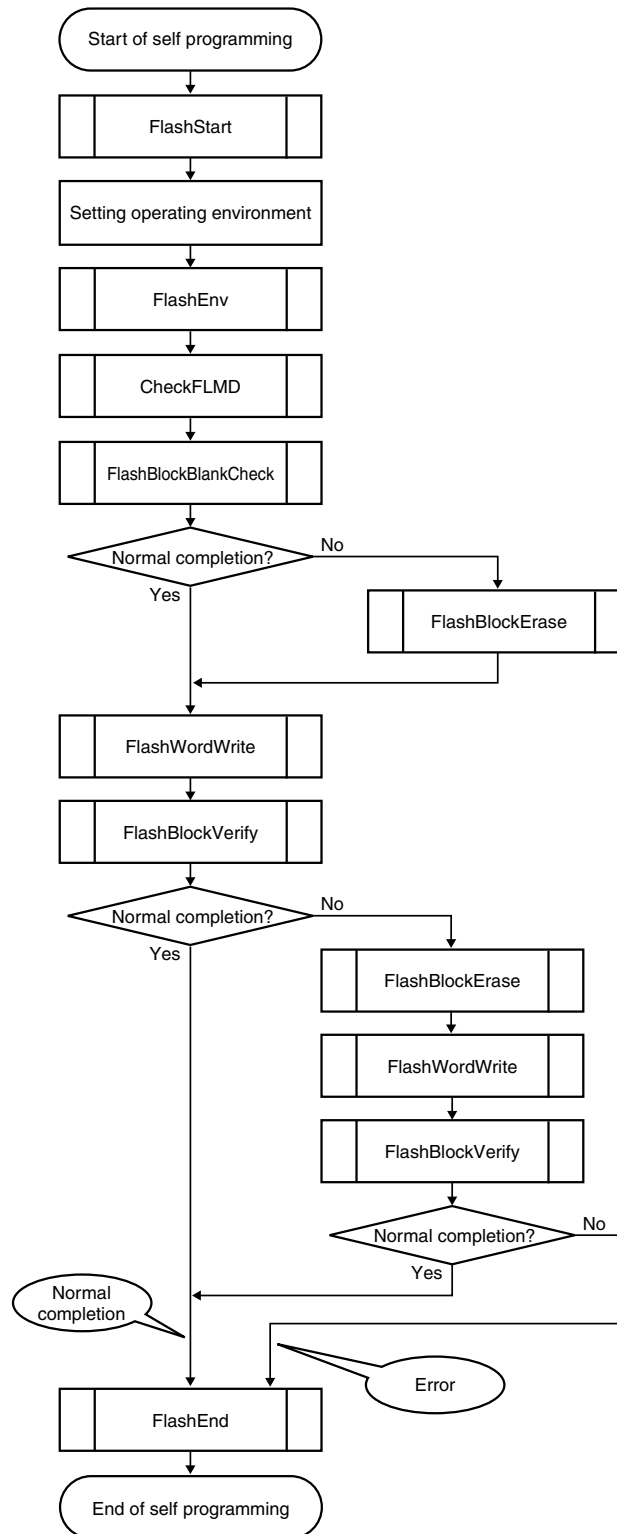 Start of self programming
FlashStart
Setting operating environment
FlashEnv
CheckFLMD
FlashBlockBlankCheck
Normal completion?
No
Yes
FlashBlockErase
FlashWordWrite
FlashBlockVerify
Normal completion?
No
Yes
FlashBlockErase
FlashWordWrite
FlashBlockVerify
Normal completion?
No
Yes
Normal
completion
Error
FlashEnd
End of self programming